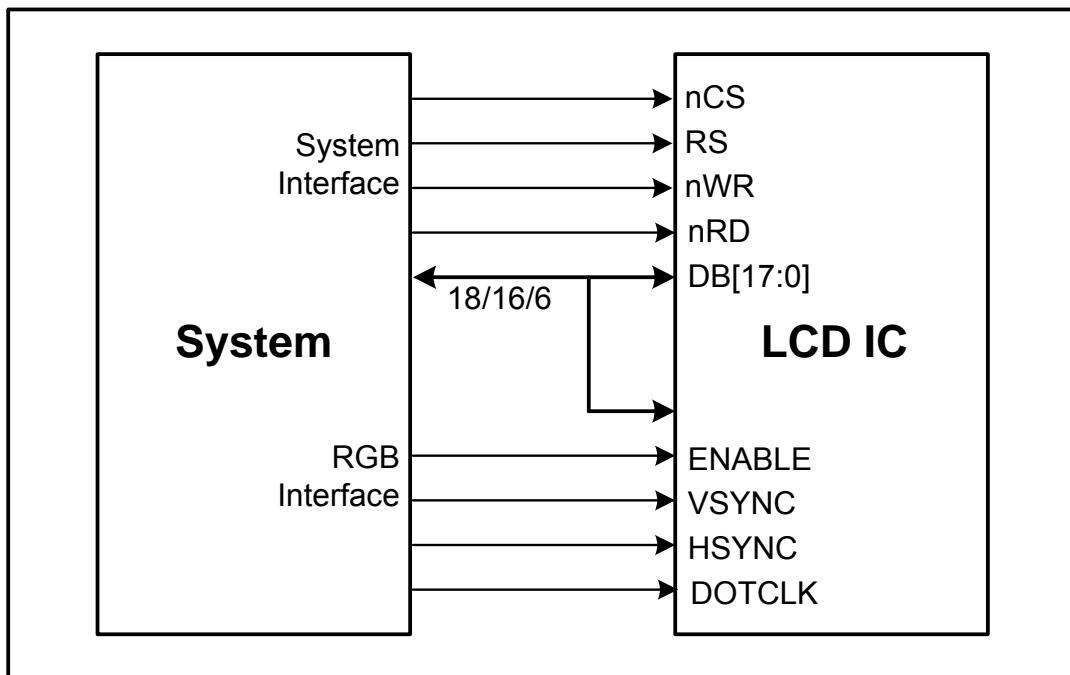 System
Interface
nCS
RS
nWR
nRD
DB[17:0]
18/16/6
System
LCD IC
RGB
Interface
ENABLE
VSYNC
HSYNC
DOTCLK